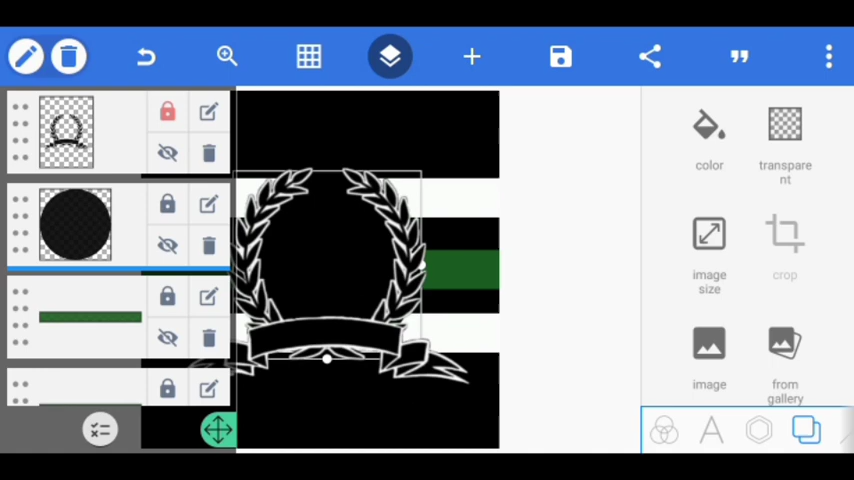 color
transpare
nt
image
size
crop
image
from
gallery